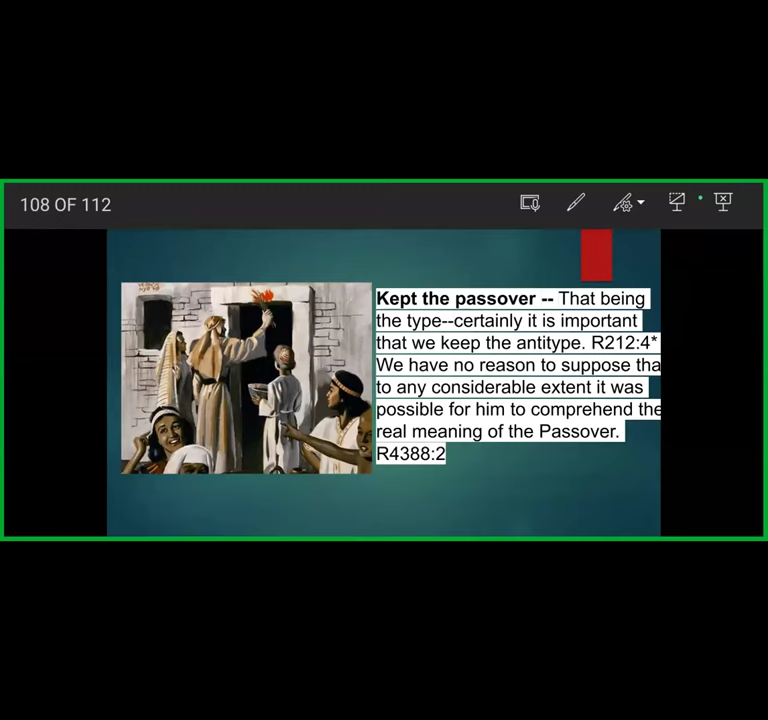 108 OF 112
Kept the passover -- That being
the type--certainly it is important
that we keep the antitype. R212:4*
We have no reason to suppose tha
to any considerable extent it was
possible for him to comprehend the
real meaning of the Passover.
R4388:2